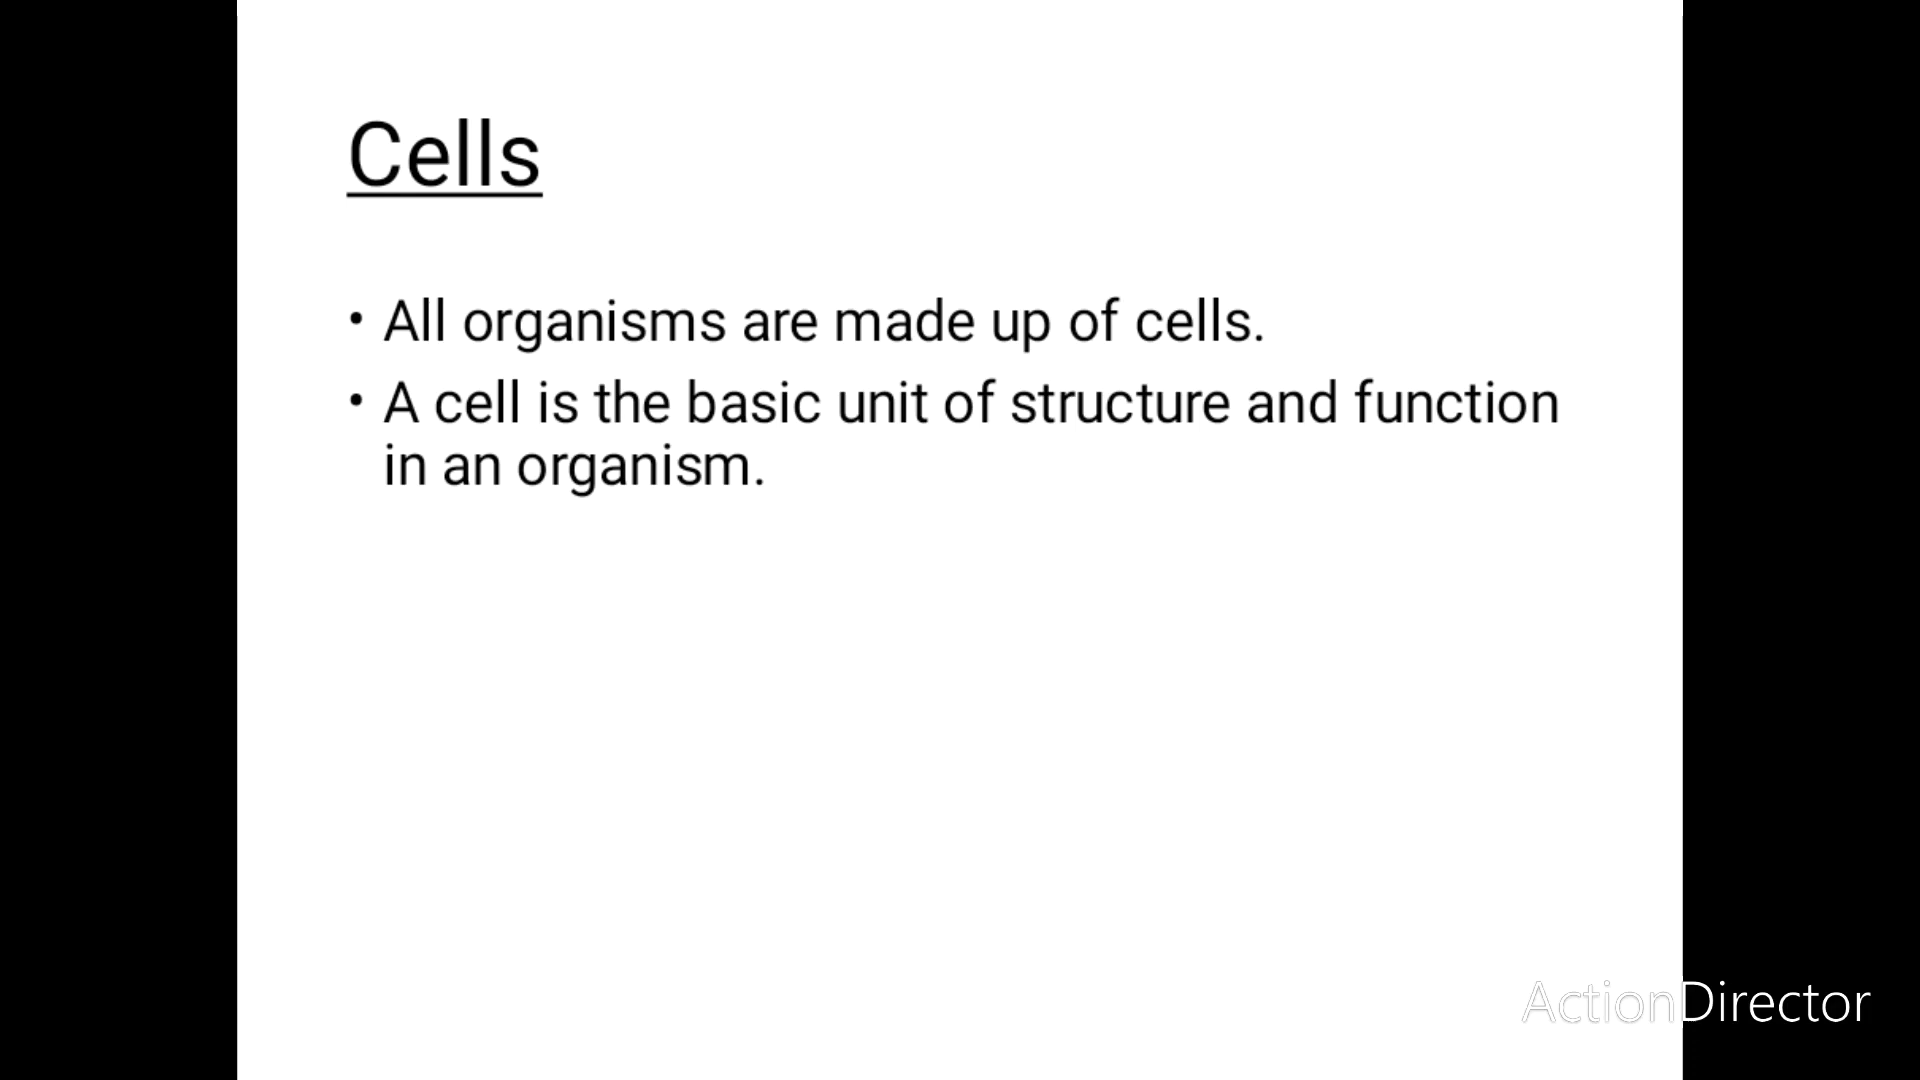 Cells
• All organisms are made up of cells.
• A cell is the basic unit of structure and function
in an organism.
ActionDirector